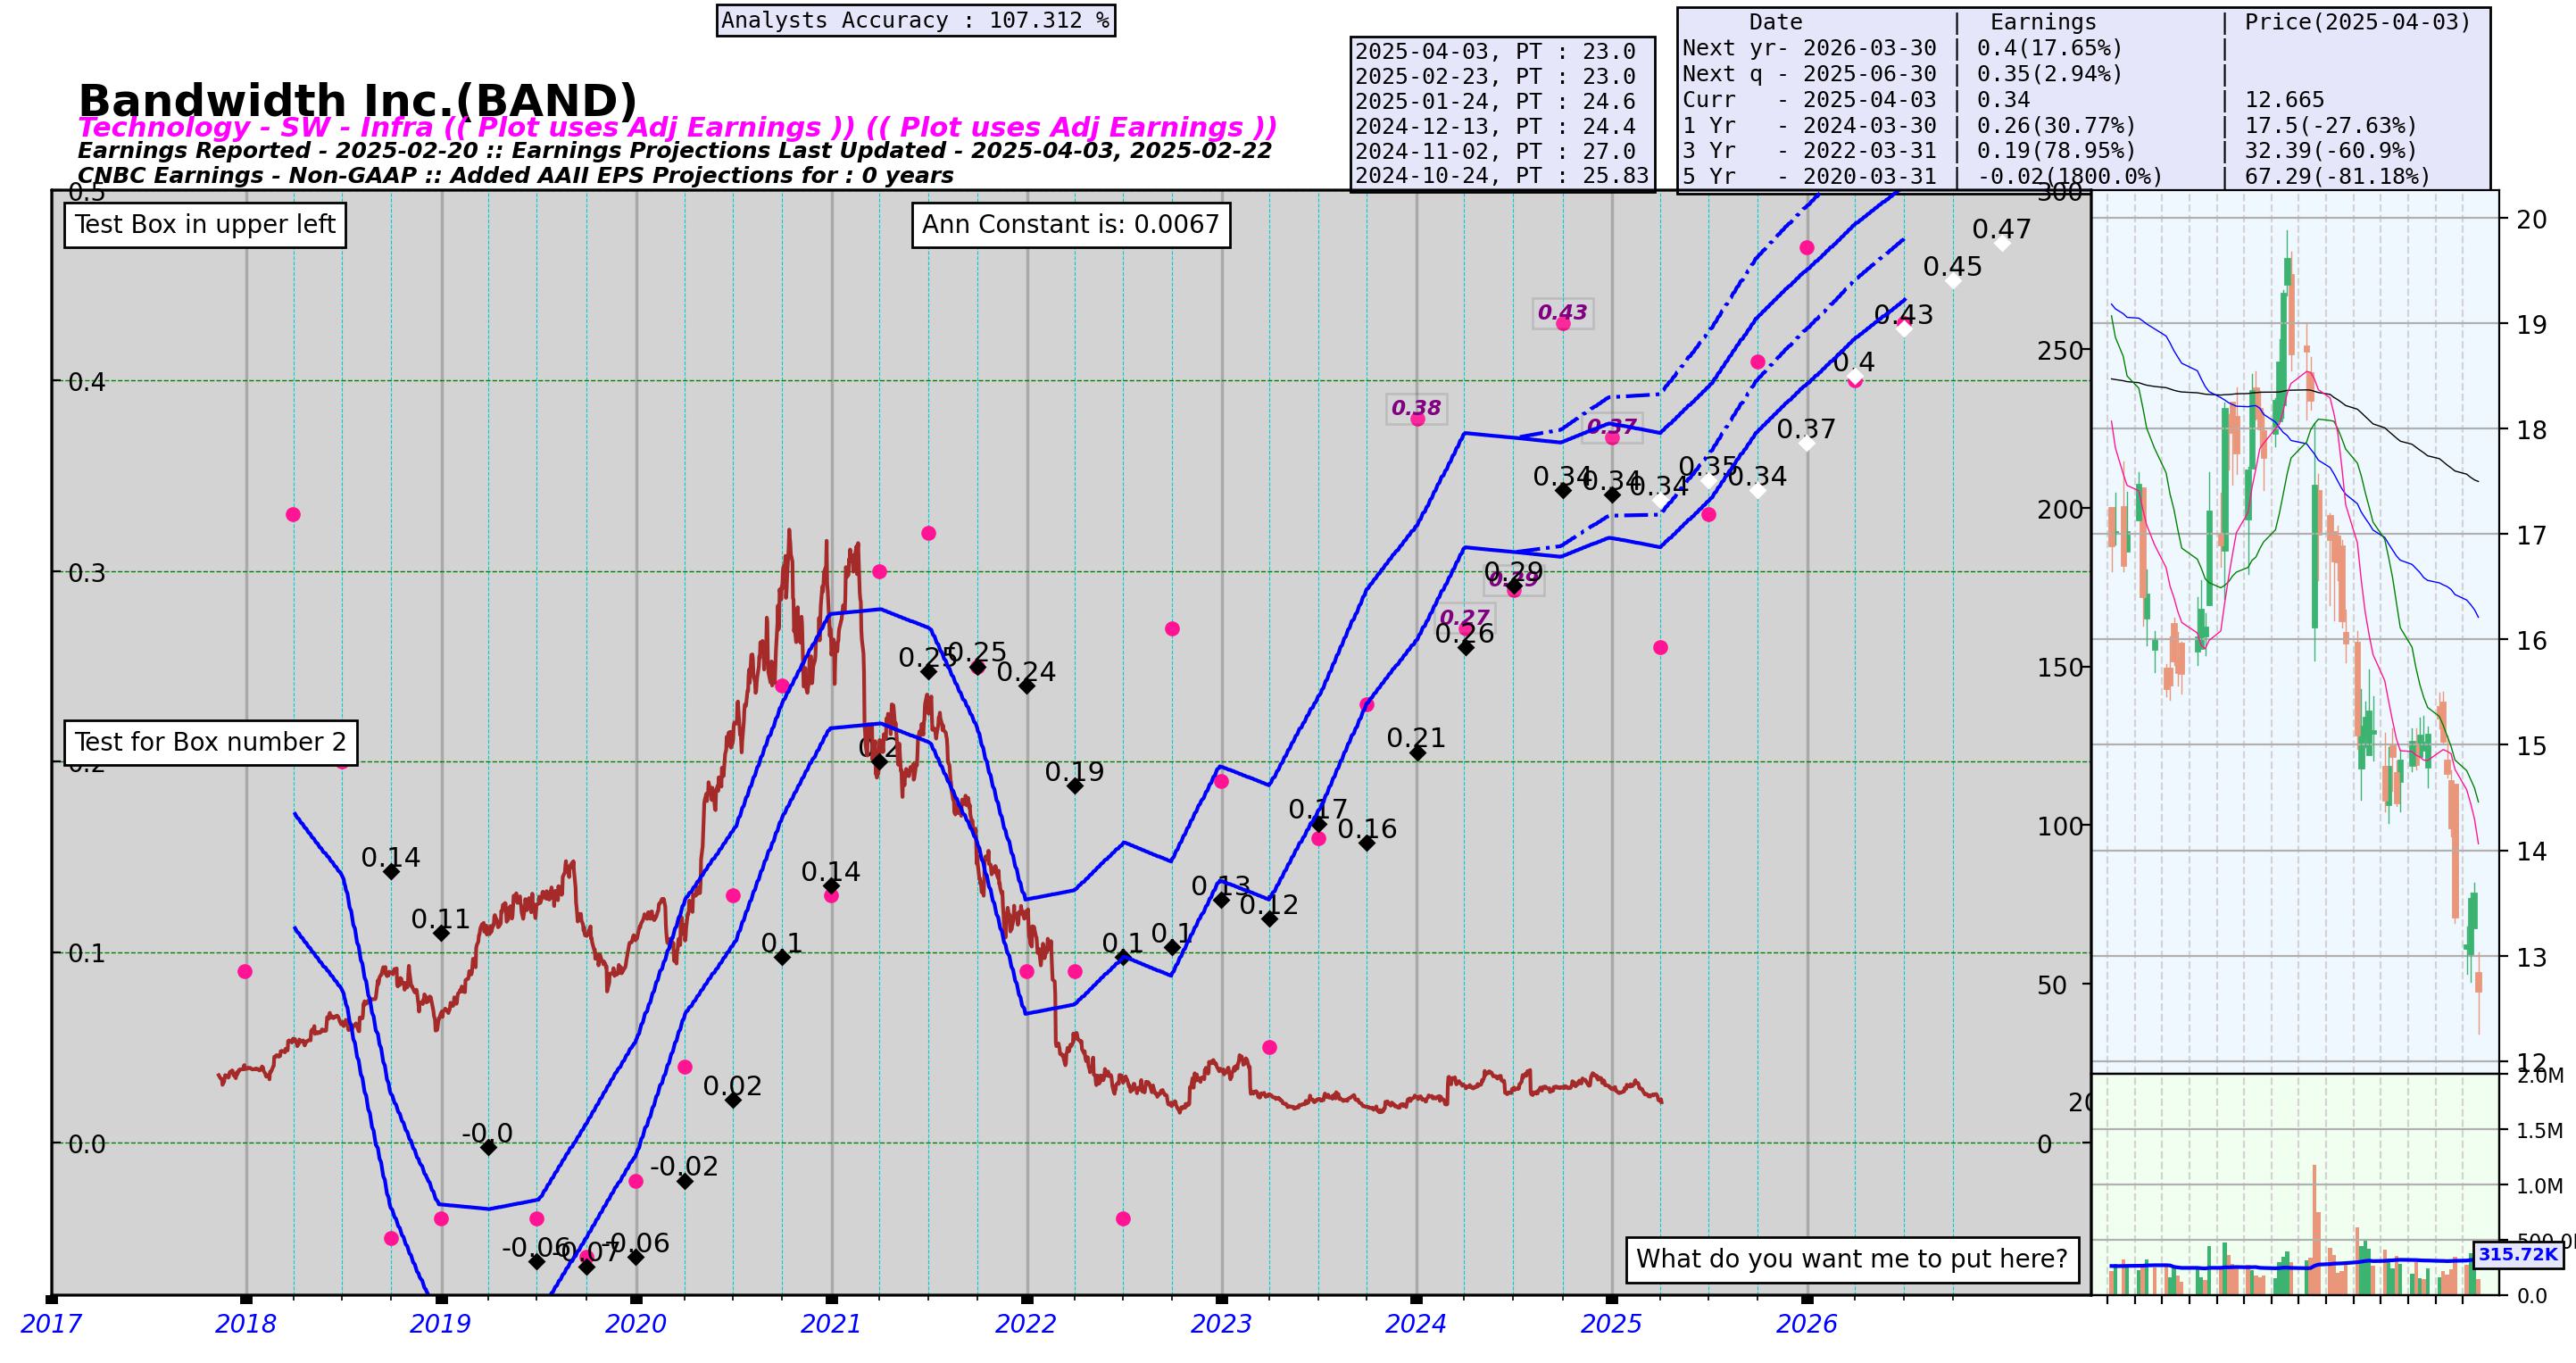 Analysts Accuracy : 107.312 %
2025-04-03, PT : 23.0
2025-02-23, PT : 23.0
2025-01-24, PT : 24.6
2024-12-13, PT : 24.4
2024-11-02, PT : 27.0
2024-10-24, PT : 25.83
Date | Earnings | Price(2025-04-03)
Next yr- 2026-03-30 | 0.4(17.65%) |
Next q - 2025-06-30 | 0.35(2.94%) |
Curr - 2025-04-03 | 0.34 | 12.665
1 Yr - 2024-03-30 | 0.26(30.77%) | 17.5(-27.63%)
3 Yr - 2022-03-31 | 0.19(78.95%) | 32.39(-60.9%)
5 Yr - 2020-03-31 | -0.02(1800.0%) | 67.29(-81.18%)
Bandwidth Inc.(BAND)
Technology - SW - Infra (( Plot uses Adj Earnings )) (( Plot uses Adj Earnings ))
Earnings Reported - 2025-02-20 :: Earnings Projections Last Updated - 2025-04-03, 2025-02-22
CNBC Earnings - Non-GAAP :: Added AAII EPS Projections for : 0 years
Test Box in upper left
Ann Constant is: 0.0067
Test for Box number 2
What do you want me to put here?
0.5
0.4
0.3
0.2
0.1
0.0
0.14
0.11
-0.0
-0.06
-0.07
-0.06
-0.02
0.02
0.1
0.14
0.2
0.25
0.25
0.24
0.19
0.1
0.1
0.13
0.12
0.17
0.16
0.21
0.38
0.26
0.27
0.29
0.29
0.43
0.34
0.37
0.34
0.34
0.35
0.34
0.37
0.4
0.43
0.45
0.47
300
250
200
150
100
50
0
20
19
18
17
16
15
14
13
12
2.0M
1.5M
1.0M
315.72K
0.0
2017 2018 2019 2020 2021 2022 2023 2024 2025 2026